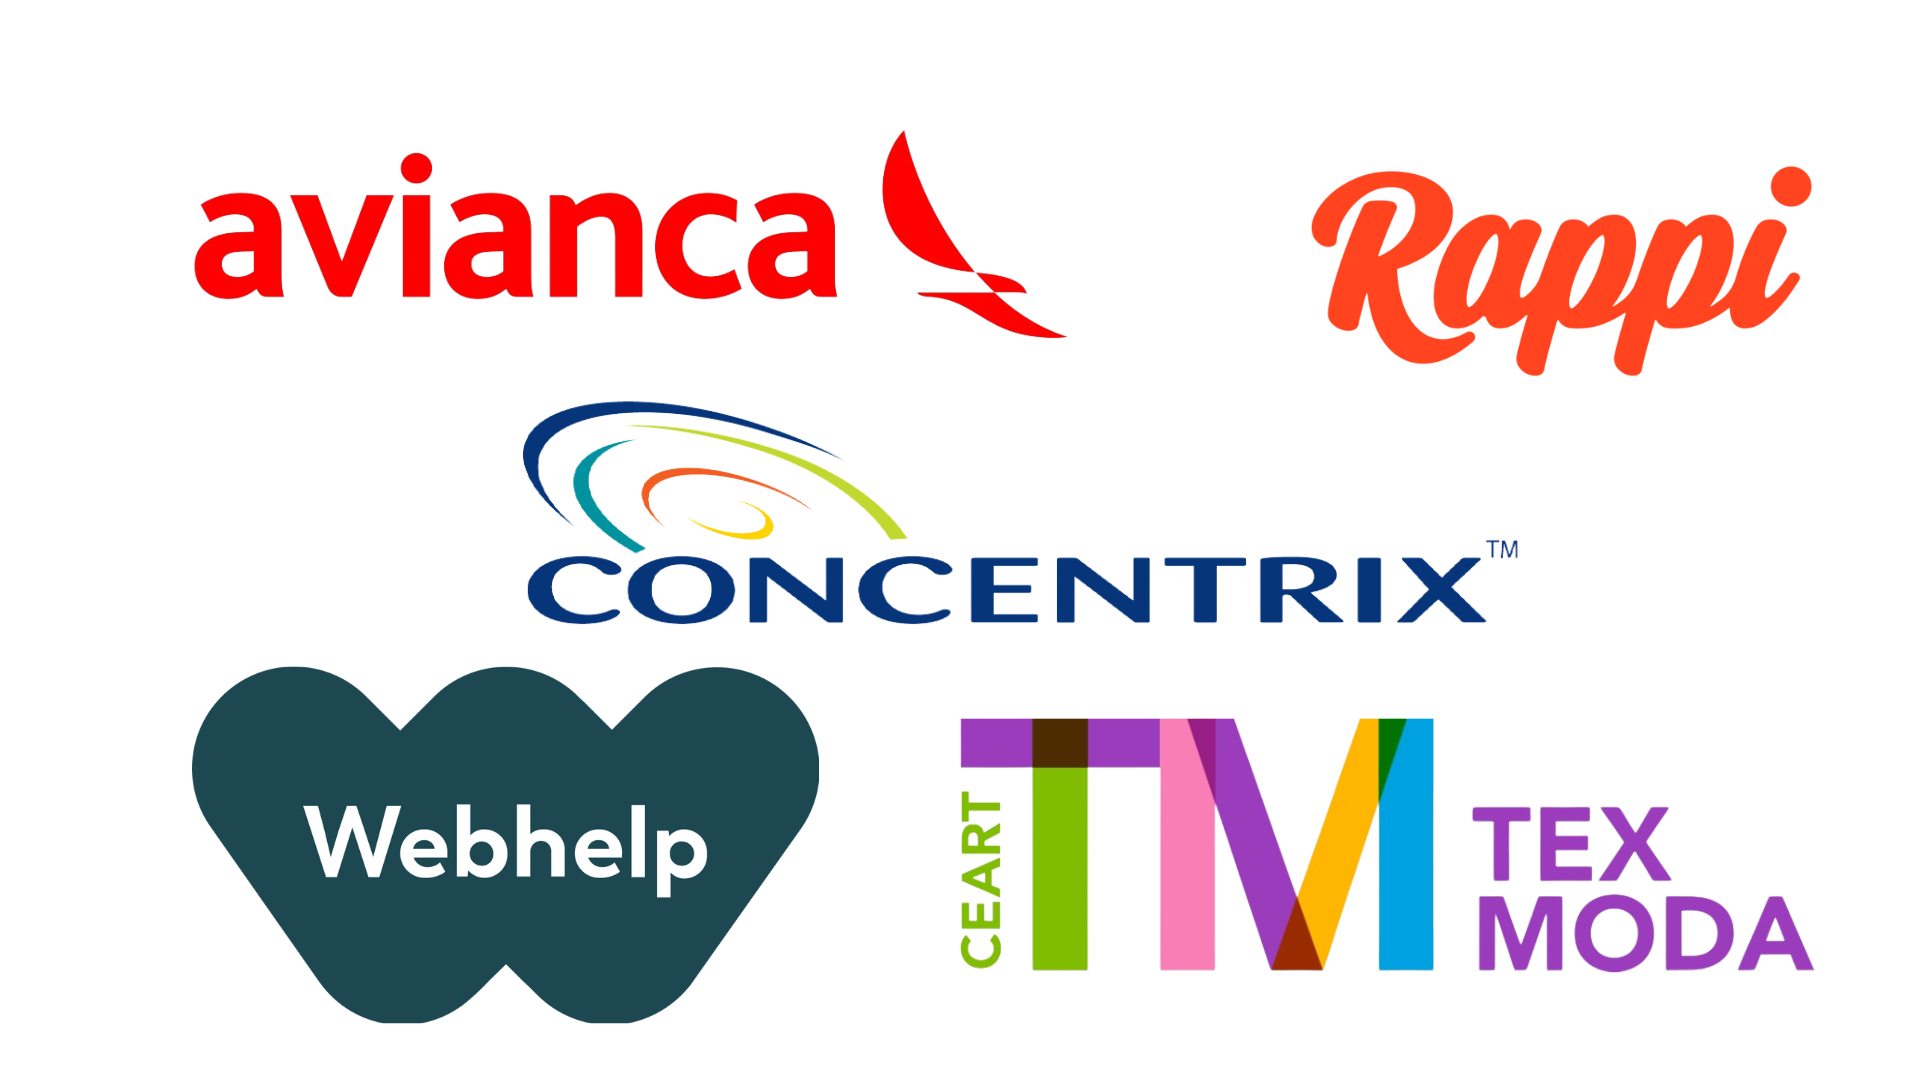 avianca
Rappi
CONCENTRIX™
Webhelp
CEART
TM
TEX
MODA